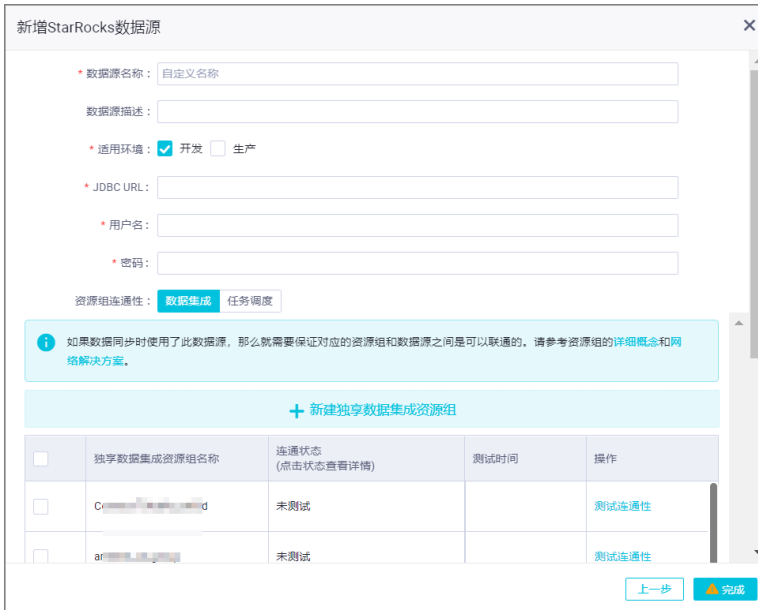 新增StarRocks数据源
* 数据源名称： 自定义名称
数据源描述：
* 适用环境： 开发 生产
* JDBC URL：
* 用户名：
* 密码：
资源组连通性： 数据集成 任务调度
如果数据同步时使用了此数据源，那么就需要保证对应的资源组和数据源之间是可以联通的。请参考资源组的详细概念和网
络解决方案。
+ 新建独享数据集成资源组
独享数据集成资源组名称 连通状态 测试时间 操作
(点击状态查看详情)
未测试 测试连通性
未测试 测试连通性
上一步 完成